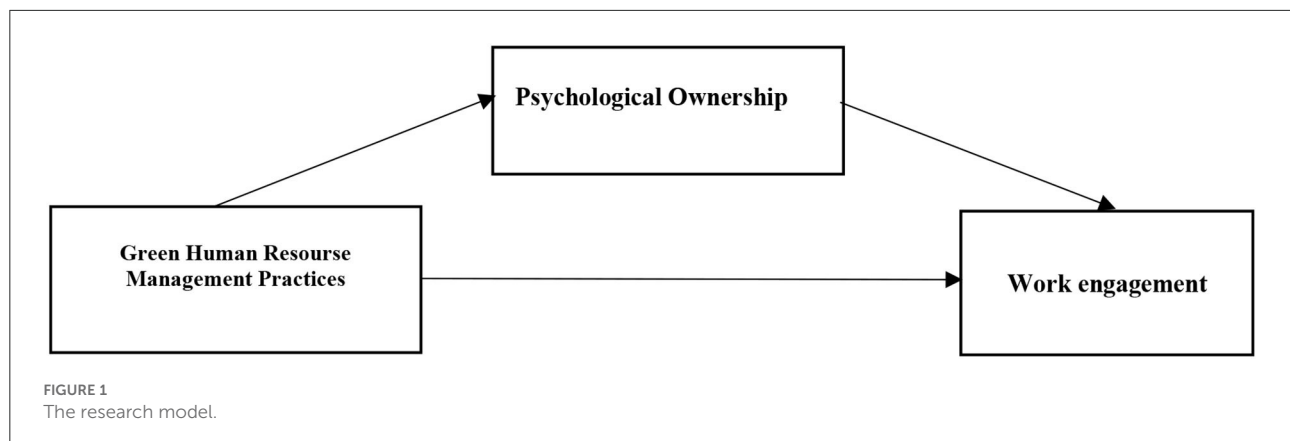 Psychological Ownership
Green Human Resourse
Management Practices
Work engagement
FIGURE 1
The research model.